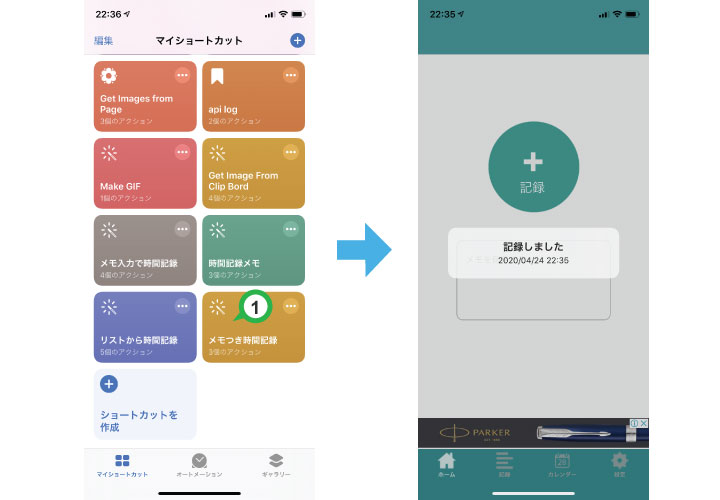 22:36
編集
マイショートカット
Get Images from
Page
3個のアクション
api log
2個のアクション
Make GIF
1個のアクション
Get Image From
Clip Bord
4個のアクション
メモ入力で時間記録
4個のアクション
時間記録メモ
3個のアクション
リストから時間記録
5個のアクション
1
メモつき時間記録
3個のアクション
ショートカットを
作成
マイショートカット
オートメーション
ギャラリー
22:35
記録
記録しました
2020/04/24 22:35
PARKER
ホーム
記録
カレンダー
設定